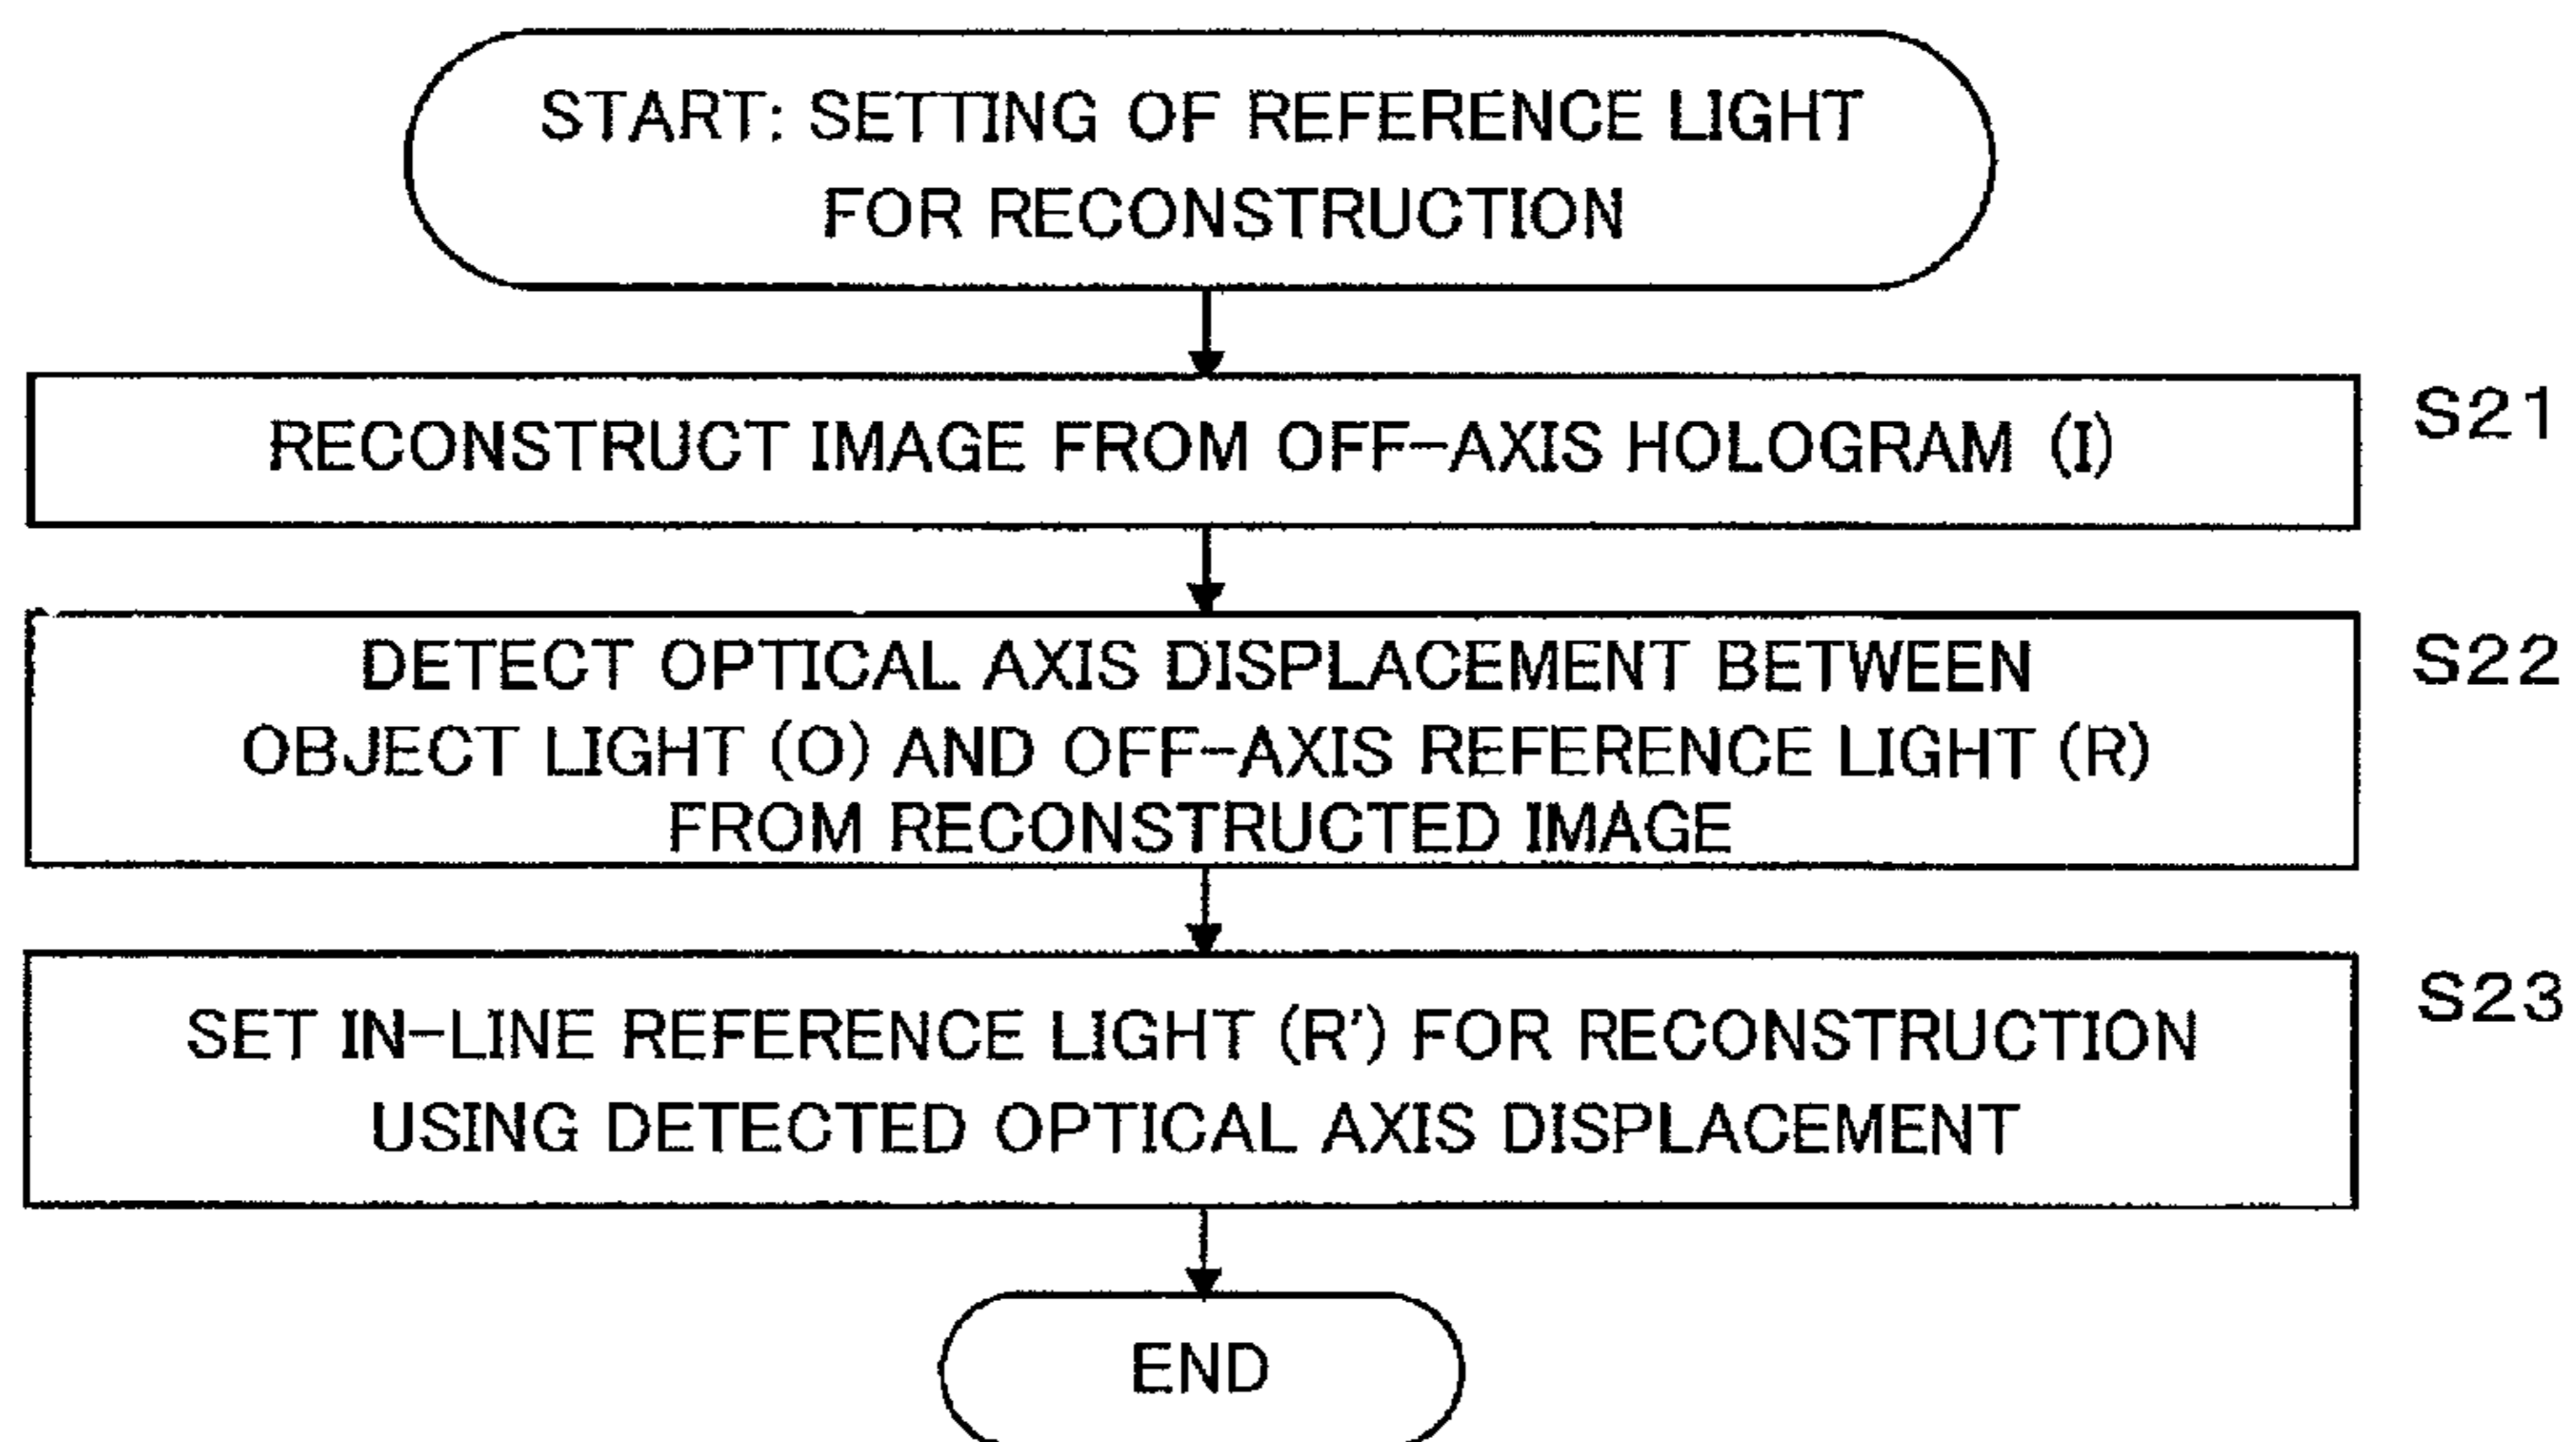 START: SETTING OF REFERENCE LIGHT
FOR RECONSTRUCTION
RECONSTRUCT IMAGE FROM OFF-AXIS HOLOGRAM (I)
S21
DETECT OPTICAL AXIS DISPLACEMENT BETWEEN
OBJECT LIGHT (O) AND OFF-AXIS REFERENCE LIGHT (R)
FROM RECONSTRUCTED IMAGE
S22
SET IN-LINE REFERENCE LIGHT (R') FOR RECONSTRUCTION
USING DETECTED OPTICAL AXIS DISPLACEMENT
S23
END